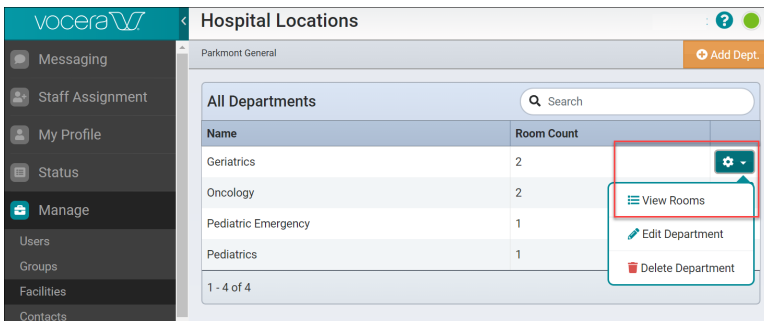 vocera
Hospital Locations
Messaging
Staff Assignment
My Profile
Status
Manage
Users
Groups
Facilities
Contacts
Parkmont General
Add Dept.
All Departments
Search
Name Room Count
Geriatrics 2
Oncology 2
Pediatric Emergency 1
Pediatrics 1
1 - 4 of 4
View Rooms
Edit Department
Delete Department